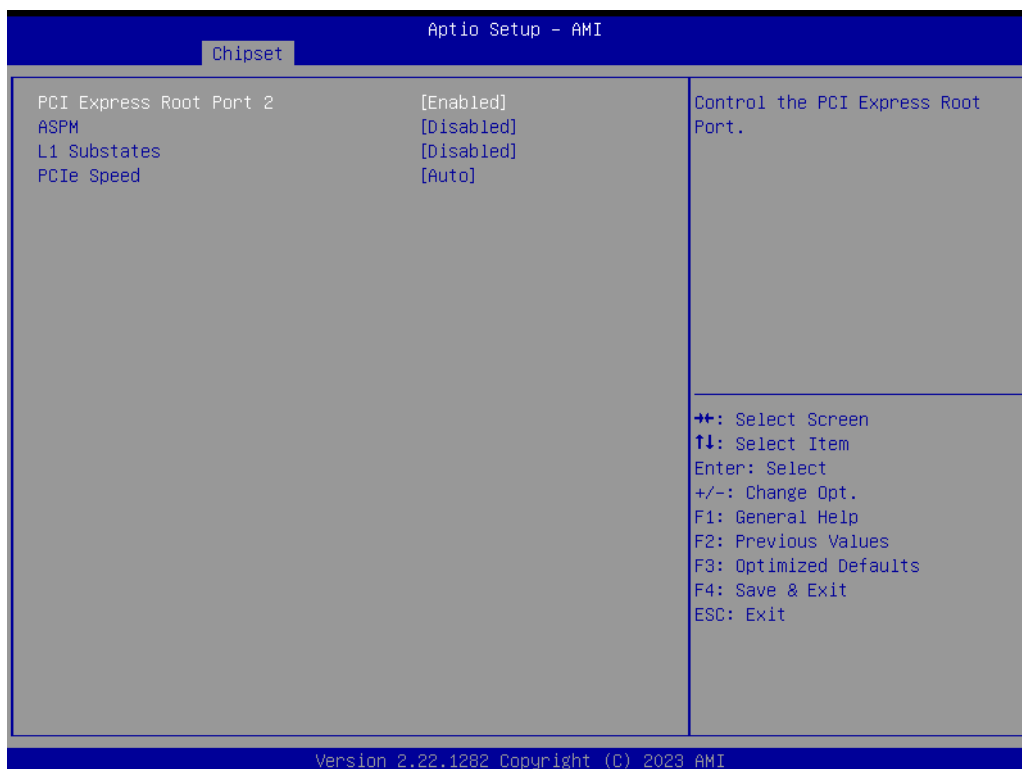 Aptio Setup – AMI
Chipset
PCI Express Root Port 2 [Enabled]
ASPM [Disabled]
L1 Substates [Disabled]
PCIe Speed [Auto]
Control the PCI Express Root
Port.
→←: Select Screen
↑↓: Select Item
Enter: Select
+/-: Change Opt.
F1: General Help
F2: Previous Values
F3: Optimized Defaults
F4: Save & Exit
ESC: Exit
Version 2.22.1282 Copyright (C) 2023 AMI